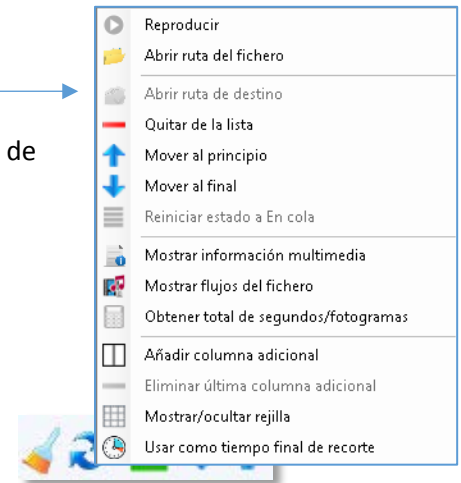 Reproducir
Abrir ruta del fichero
Abrir ruta de destino
Quitar de la lista
de
Mover al principio
Mover al final
Reiniciar estado a En cola
Mostrar información multimedia
Mostrar flujos del fichero
Obtener total de segundos/fotogramas
Añadir columna adicional
Eliminar última columna adicional
Mostrar/ocultar rejilla
Usar como tiempo final de recorte